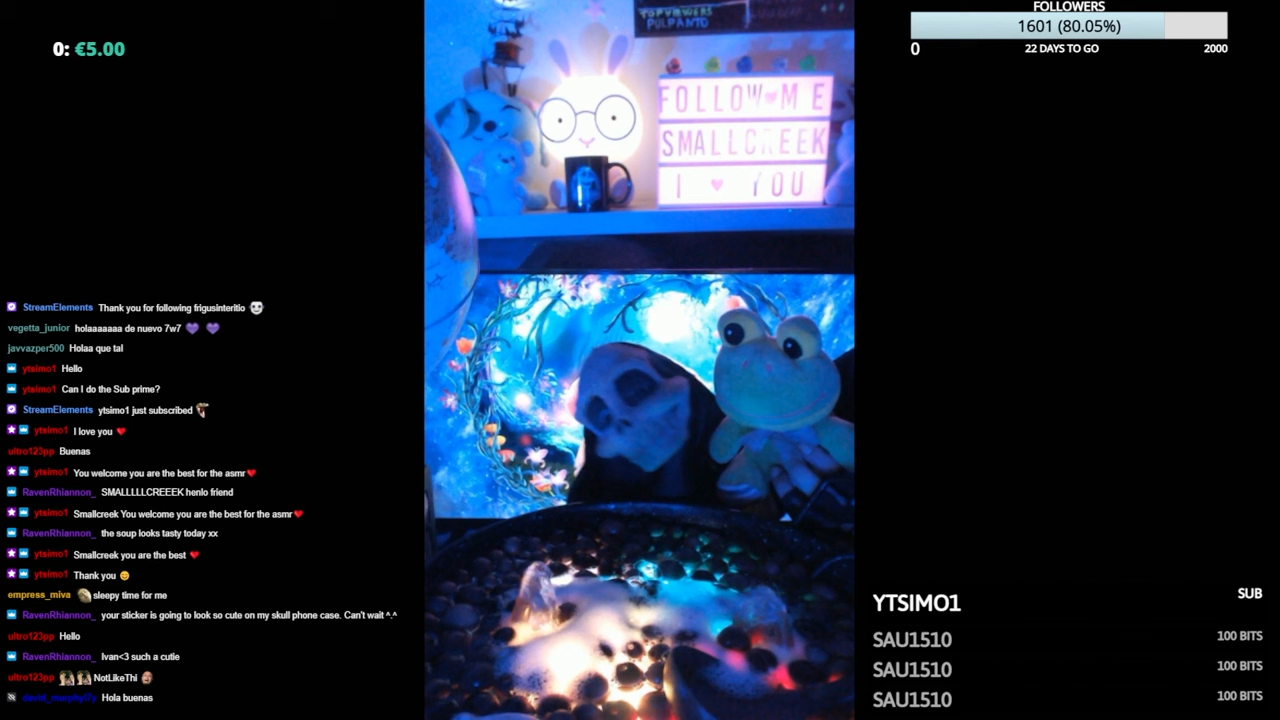 0: €5.00
StreamElements Thank you for following frigusinteritio
vegetta_junior holaaaaaaa de nuevo 7w7
javvazper500 Holaa que tal
ytsimo1 Hello
ytsimo1 Can I do the Sub prime?
StreamElements ytsimo1 just subscribed
ytsimo1 I love you
ultro123pp Buenas
ytsimo1 You welcome you are the best for the asmr
RavenRhiannon_ SMALLLLLCREEEK henlo friend
ytsimo1 Smallcreek You welcome you are the best for the asmr
RavenRhiannon_ the soup looks tasty today xx
ytsimo1 Smallcreek you are the best
ytsimo1 Thank you
empress_miva sleepy time for me
RavenRhiannon_ your sticker is going to look so cute on my skull phone case. Can't wait ^.^
ultro123pp Hello
RavenRhiannon_ Ivan<3 such a cutie
ultro123pp NotLikeThi
Hola buenas
TOPVIEWERS
PULPANTO
FOLLOW♥ME
SMALLCREEK
I ♥ YOU
FOLLOWERS
1601 (80.05%)
0 22 DAYS TO GO 2000
YTSIMO1 SUB
SAU1510 100 BITS
SAU1510 100 BITS
SAU1510 100 BITS